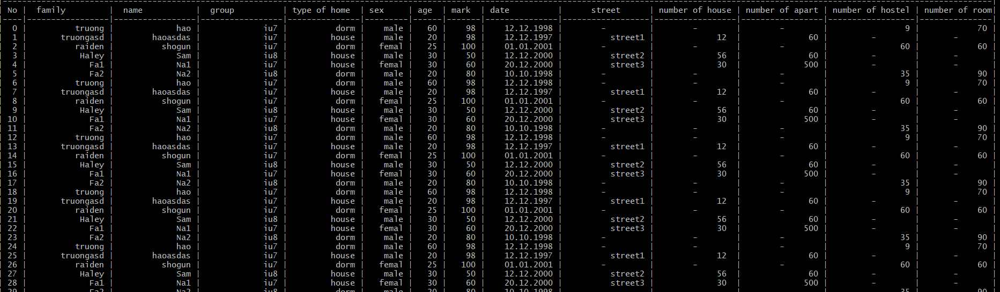 No | family | name | group | type of home | sex | age | mark | date | street | number of house | number of apart | number of hostel | number of room|
0 | truong | hao | iu7 | dorm | male | 60 | 98 | 12.12.1998 | - | - | - | 9 | 70 |
1 | truongasd | haoasdas | iu7 | house | male | 20 | 98 | 12.12.1997 | street1 | 12 | 60 | - | - |
2 | raiden | shogun | iu7 | dorm | femal | 25 | 100 | 01.01.2001 | - | - | - | 60 | 60 |
3 | Haley | Sam | iu8 | house | male | 30 | 50 | 12.12.2000 | street2 | 56 | 60 | - | - |
4 | Fa1 | Na1 | iu7 | house | femal | 30 | 60 | 20.12.2000 | street3 | 30 | 500 | - | - |
5 | Fa2 | Na2 | iu8 | dorm | male | 20 | 80 | 10.10.1998 | - | - | - | 35 | 90 |
6 | truong | hao | iu7 | dorm | male | 60 | 98 | 12.12.1998 | - | - | - | 9 | 70 |
7 | truongasd | haoasdas | iu7 | house | male | 20 | 98 | 12.12.1997 | street1 | 12 | 60 | - | - |
8 | raiden | shogun | iu7 | dorm | femal | 25 | 100 | 01.01.2001 | - | - | - | 60 | 60 |
9 | Haley | Sam | iu8 | house | male | 30 | 50 | 12.12.2000 | street2 | 56 | 60 | - | - |
10 | Fa1 | Na1 | iu7 | house | femal | 30 | 60 | 20.12.2000 | street3 | 30 | 500 | - | - |
11 | Fa2 | Na2 | iu8 | dorm | male | 20 | 80 | 10.10.1998 | - | - | - | 35 | 90 |
12 | truong | hao | iu7 | dorm | male | 60 | 98 | 12.12.1998 | - | - | - | 9 | 70 |
13 | truongasd | haoasdas | iu7 | house | male | 20 | 98 | 12.12.1997 | street1 | 12 | 60 | - | - |
14 | raiden | shogun | iu7 | dorm | femal | 25 | 100 | 01.01.2001 | - | - | - | 60 | 60 |
15 | Haley | Sam | iu8 | house | male | 30 | 50 | 12.12.2000 | street2 | 56 | 60 | - | - |
16 | Fa1 | Na1 | iu7 | house | femal | 30 | 60 | 20.12.2000 | street3 | 30 | 500 | - | - |
17 | Fa2 | Na2 | iu8 | dorm | male | 20 | 80 | 10.10.1998 | - | - | - | 35 | 90 |
18 | truong | hao | iu7 | dorm | male | 60 | 98 | 12.12.1998 | - | - | - | 9 | 70 |
19 | truongasd | haoasdas | iu7 | house | male | 20 | 98 | 12.12.1997 | street1 | 12 | 60 | - | - |
20 | raiden | shogun | iu7 | dorm | femal | 25 | 100 | 01.01.2001 | - | - | - | 60 | 60 |
21 | Haley | Sam | iu8 | house | male | 30 | 50 | 12.12.2000 | street2 | 56 | 60 | - | - |
22 | Fa1 | Na1 | iu7 | house | femal | 30 | 60 | 20.12.2000 | street3 | 30 | 500 | - | - |
23 | Fa2 | Na2 | iu8 | dorm | male | 20 | 80 | 10.10.1998 | - | - | - | 35 | 90 |
24 | truong | hao | iu7 | dorm | male | 60 | 98 | 12.12.1998 | - | - | - | 9 | 70 |
25 | truongasd | haoasdas | iu7 | house | male | 20 | 98 | 12.12.1997 | street1 | 12 | 60 | - | - |
26 | raiden | shogun | iu7 | dorm | femal | 25 | 100 | 01.01.2001 | - | - | - | 60 | 60 |
27 | Haley | Sam | iu8 | house | male | 30 | 50 | 12.12.2000 | street2 | 56 | 60 | - | - |
28 | Fa1 | Na1 | iu7 | house | femal | 30 | 60 | 20.12.2000 | street3 | 30 | 500 | - | - |